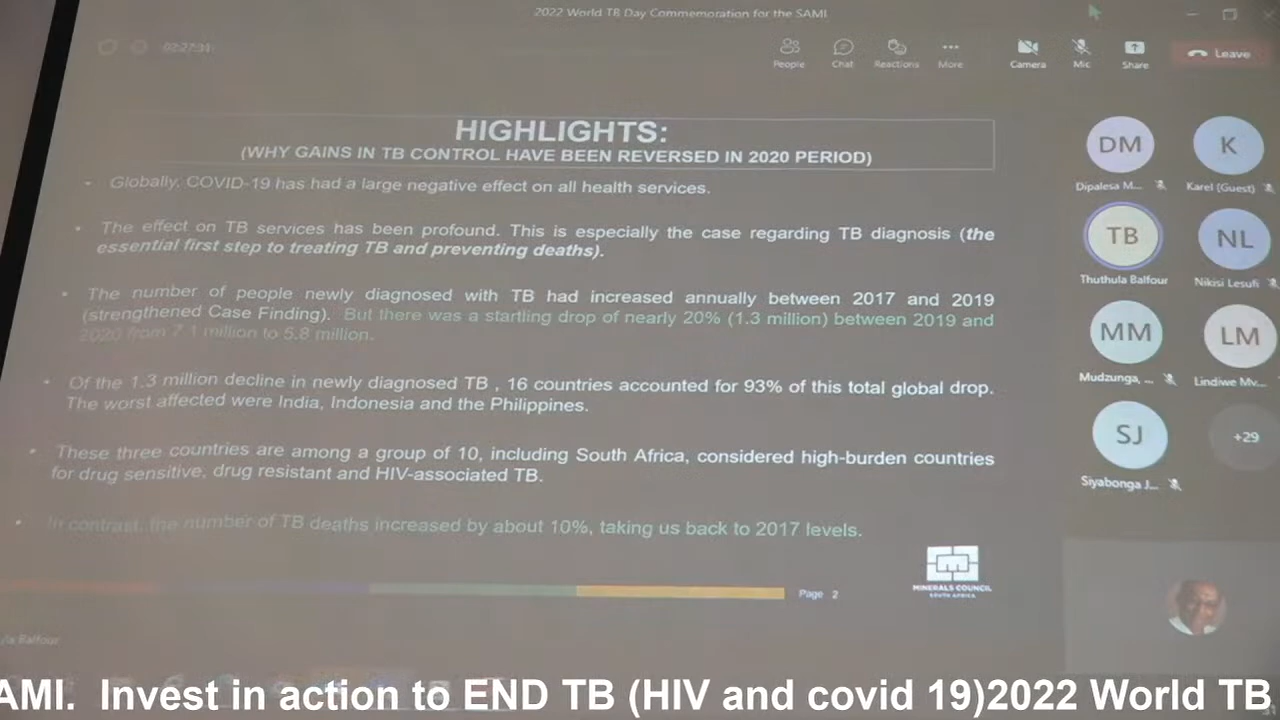 2022 World TB Day Commemoration for the SAMI
02:27:31
People
Chat
Reactions
More
Camera
Mic
Share
Leave
HIGHLIGHTS:
(WHY GAINS IN TB CONTROL HAVE BEEN REVERSED IN 2020 PERIOD)
- Globally, COVID-19 has had a large negative effect on all health services.
• The effect on TB services has been profound. This is especially the case regarding TB diagnosis (the
essential first step to treating TB and preventing deaths).
• The number of people newly diagnosed with TB had increased annually between 2017 and 2019
(strengthened Case Finding). But there was a startling drop of nearly 20% (1.3 million) between 2019 and
2020 from 7.1 million to 5.8 million.
• Of the 1.3 million decline in newly diagnosed TB , 16 countries accounted for 93% of this total global drop.
The worst affected were India, Indonesia and the Philippines.
• These three countries are among a group of 10, including South Africa, considered high-burden countries
for drug sensitive, drug resistant and HIV-associated TB.
• In contrast, the number of TB deaths increased by about 10%, taking us back to 2017 levels.
MINERALS COUNCIL
SOUTH AFRICA
Page 2
DM
Dipalesa M...
K
Karel (Guest)
TB
Thuthula Balfour
NL
Nikisi Lesufi
MM
Mudzunga, ...
LM
Lindiwe Mv...
SJ
Siyabonga J...
+29
la Balfour
AMI. Invest in action to END TB (HIV and covid 19)2022 World TB